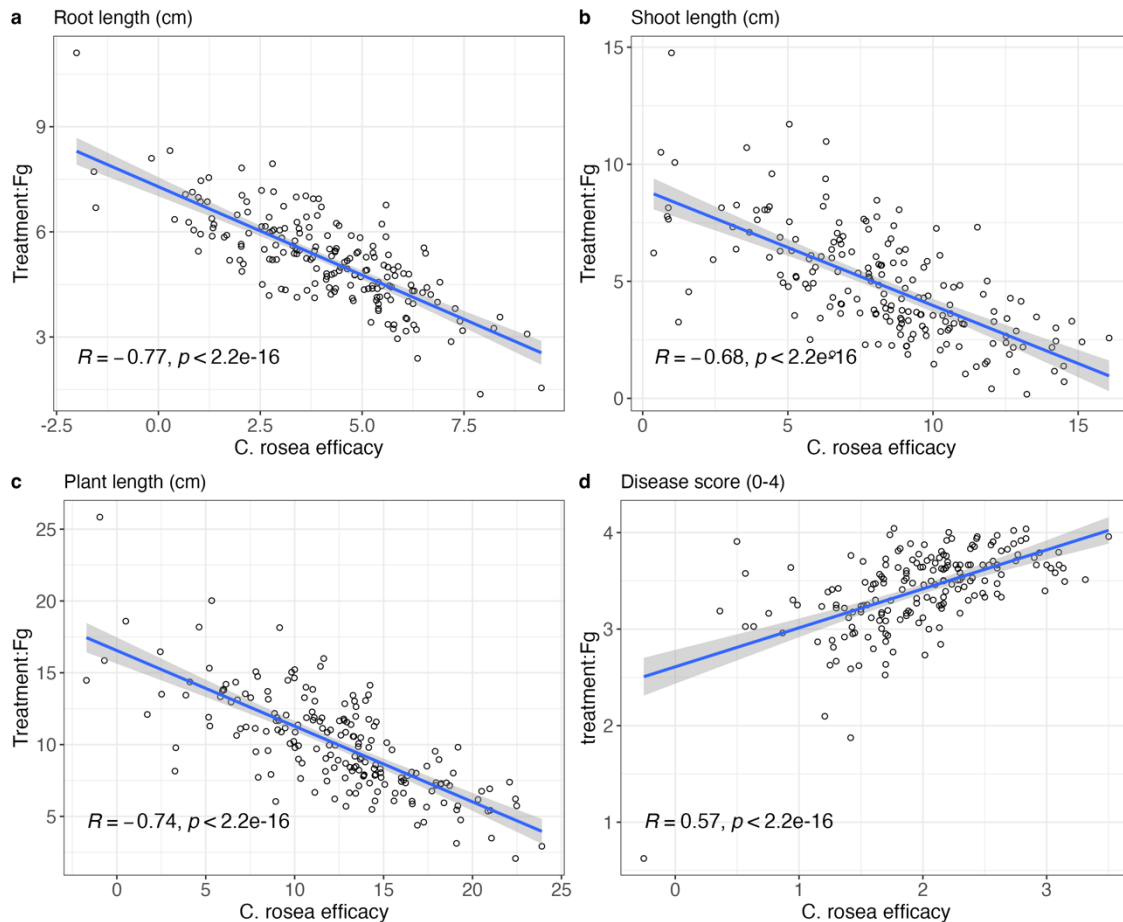 a Root length (cm)
Treatment:Fg
9
6
3
R = −0.77, p < 2.2e-16
-2.5 0.0 2.5 5.0 7.5
C. rosea efficacy
b Shoot length (cm)
Treatment:Fg
15
10
5
0
R = −0.68, p < 2.2e-16
0 5 10 15
C. rosea efficacy
c Plant length (cm)
Treatment:Fg
25
20
15
10
5
R = −0.74, p < 2.2e-16
0 5 10 15 20 25
C. rosea efficacy
d Disease score (0-4)
treatment:Fg
4
3
2
1
R = 0.57, p < 2.2e-16
0 1 2 3
C. rosea efficacy